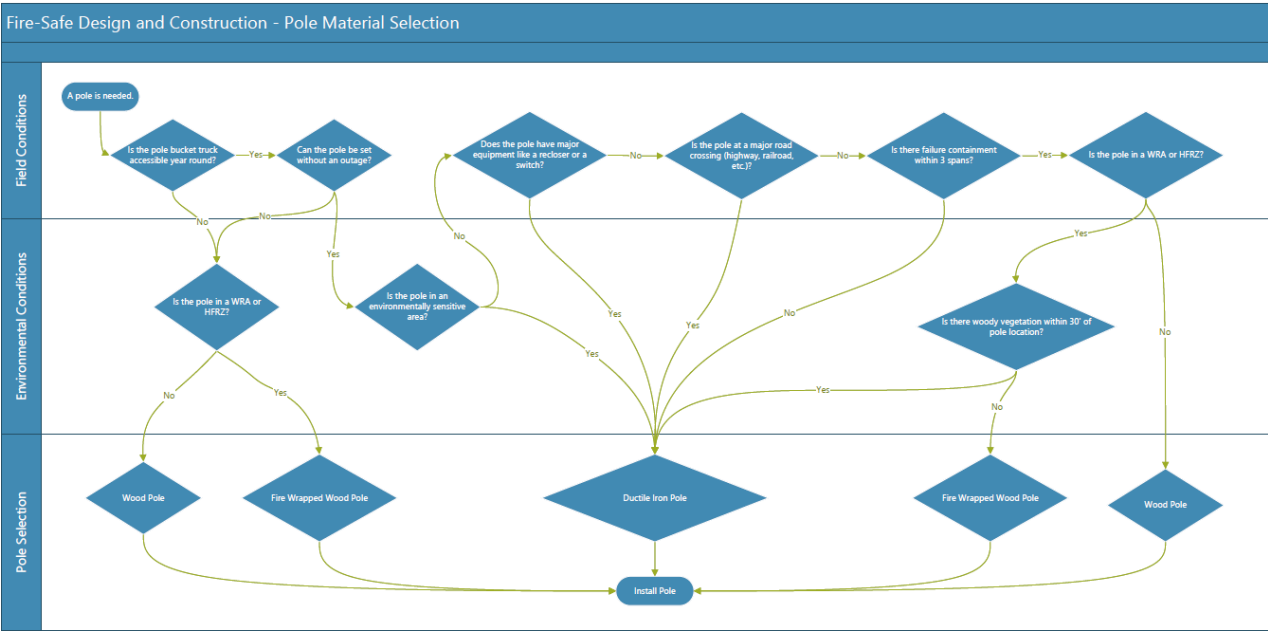 Fire-Safe Design and Construction - Pole Material Selection
Field Conditions
A pole is needed.
Is the pole bucket truck
accessible year round?
Yes
Can the pole be set
without an outage?
Does the pole have major
equipment like a recloser or a
switch?
No
Is the pole at a major road
crossing (highway, railroad,
etc.)?
No
Is there failure containment
within 3 spans?
Yes
Is the pole in a WRA or HFRZ?
No
No
Environmental Conditions
Yes
No
Yes
Is the pole in a WRA or
HFRZ?
Is the pole in an
environmentally sensitive
area?
Yes
Yes
Yes
No
Is there woody vegetation within 30' of
pole location?
No
No
Yes
Yes
No
Pole Selection
Wood Pole
Fire Wrapped Wood Pole
Ductile Iron Pole
Fire Wrapped Wood Pole
Wood Pole
Install Pole